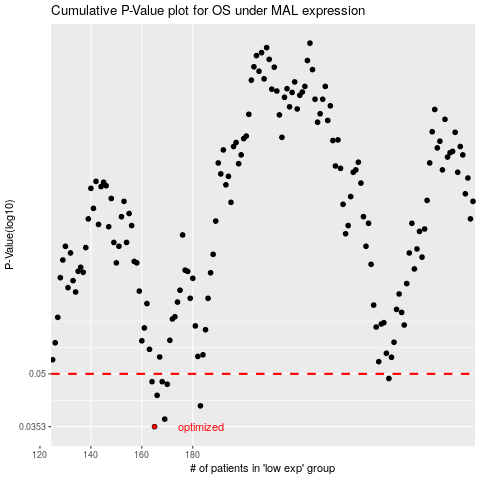 Cumulative P-Value plot for OS under MAL expression
P-Value(log10)
0.05
0.0353
optimized
120 140 160 180
# of patients in 'low exp' group